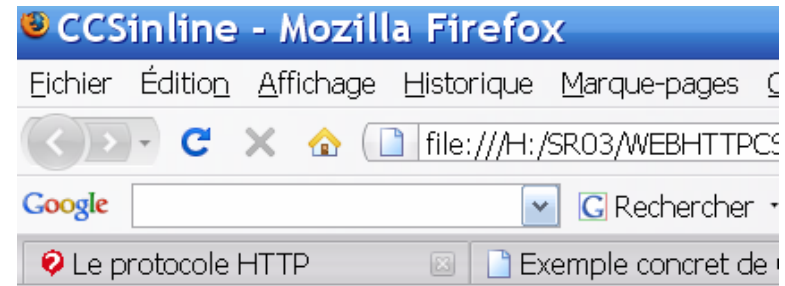 CCSinline - Mozilla Firefox
Fichier Édition Affichage Historique Marque-pages
file:///H:/SR03/WEBHTTPCS
Google G Rechercher
Le protocole HTTP Exemple concret de